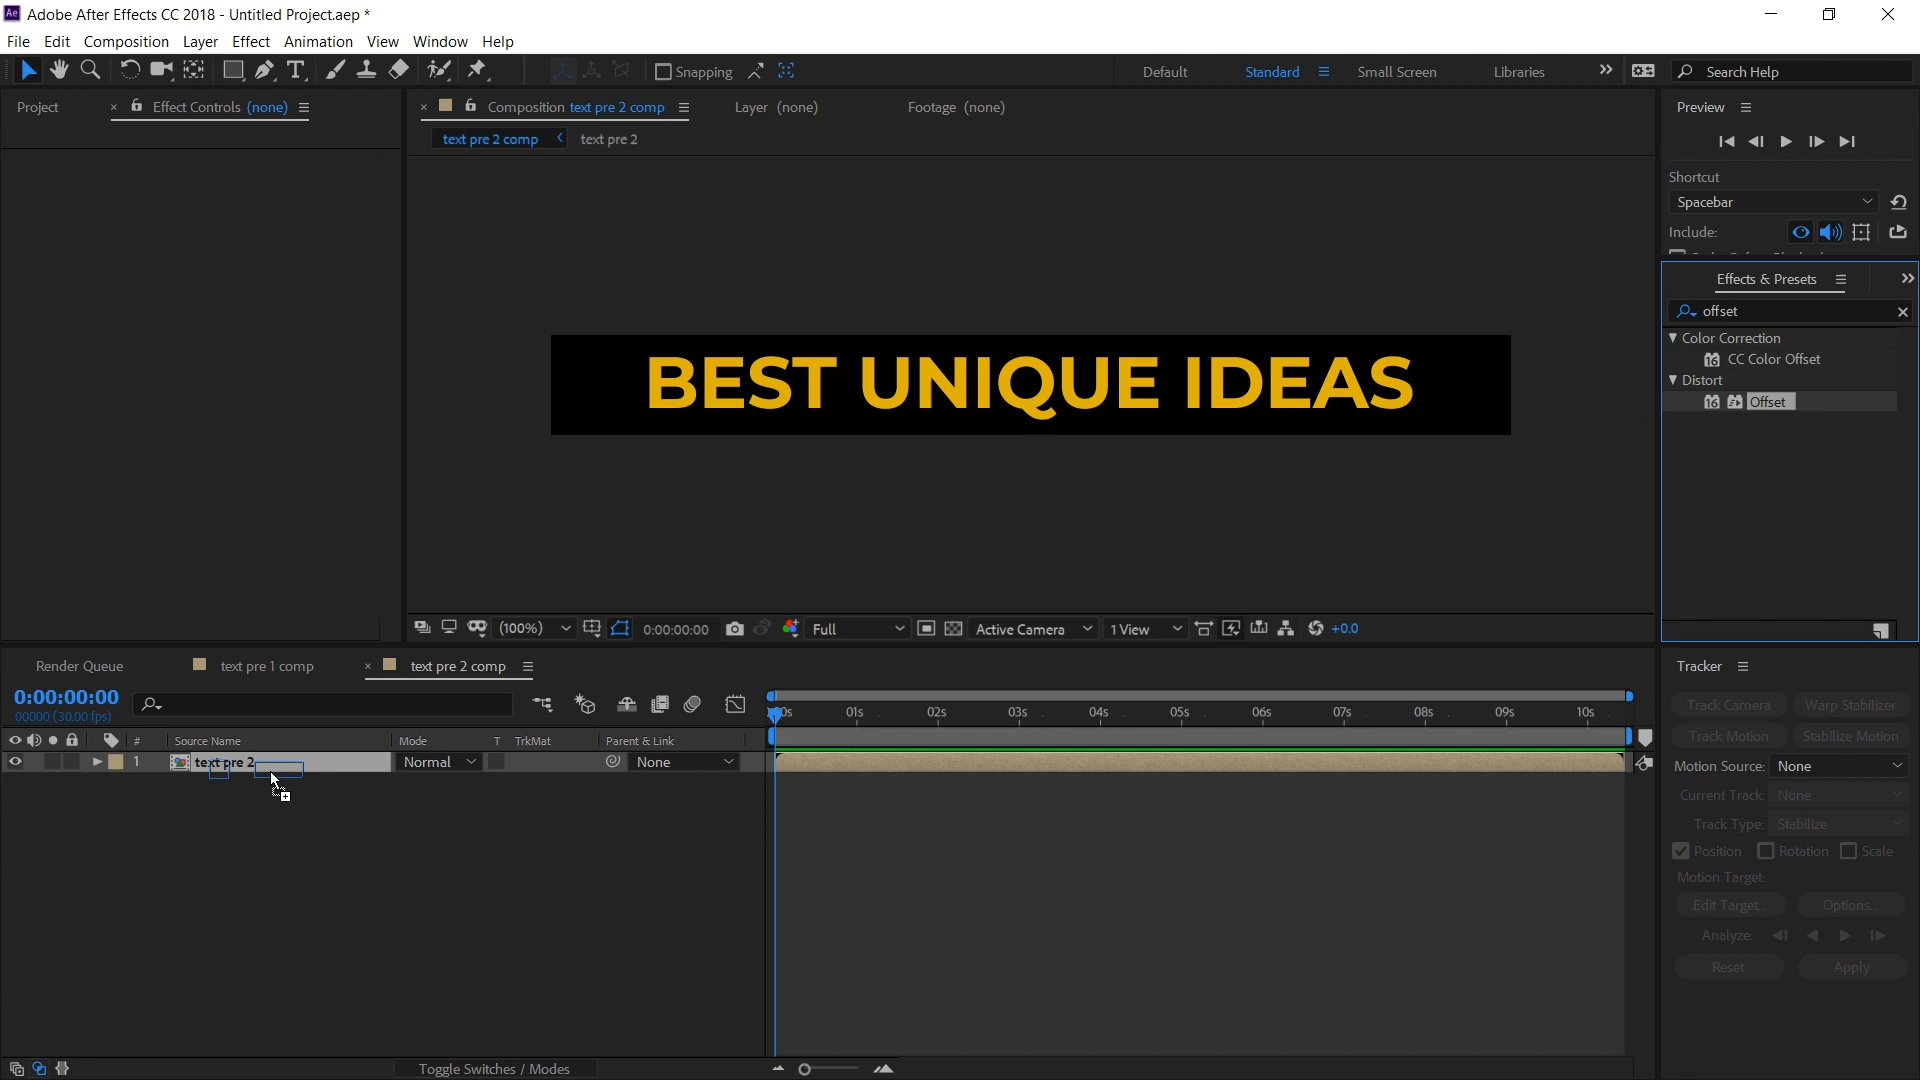 Adobe After Effects CC 2018 - Untitled Project.aep *
File Edit Composition Layer Effect Animation View Window Help
Snapping
Default Standard Small Screen Libraries Search Help
Project Effect Controls (none)
Composition text pre 2 comp Layer (none) Footage (none)
text pre 2 comp text pre 2
Preview
Shortcut
Spacebar
Include:
Effects & Presets
offset
Color Correction
16 CC Color Offset
Distort
16 Offset
BEST UNIQUE IDEAS
(100%) 0:00:00:00 Full Active Camera 1 View +0.0
Render Queue text pre 1 comp text pre 2 comp
0:00:00:00
00000 (30.00 fps)
01s 02s 03s 04s 05s 06s 07s 08s 09s 10s
# Source Name Mode T TrkMat Parent & Link
1 text pre 2 Normal None
Toggle Switches / Modes
Tracker
Track Camera Warp Stabilizer
Track Motion Stabilize Motion
Motion Source: None
Current Track: None
Track Type: Stabilize
Position Rotation Scale
Motion Target:
Edit Target... Options...
Analyze:
Reset Apply